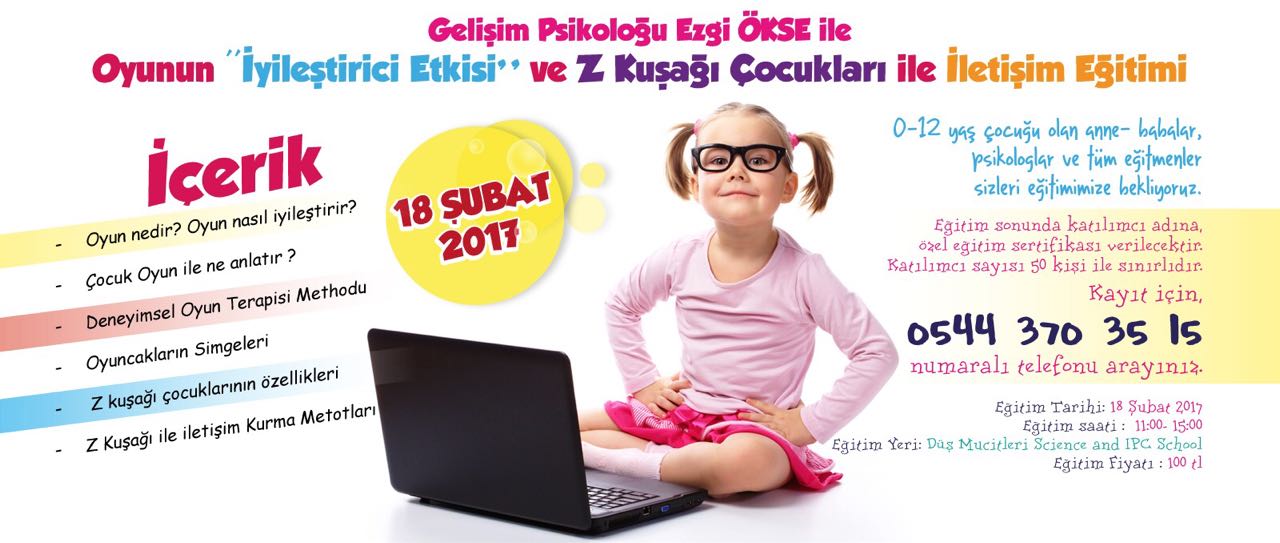 Gelişim Psikoloğu Ezgi ÖKSE ile
Oyunun ´´İyileştirici Etkisi’’ ve Z Kuşağı Çocukları ile İletişim Eğitimi
İçerik
- Oyun nedir? Oyun nasıl iyileştirir?
- Çocuk Oyun ile ne anlatır ?
- Deneyimsel Oyun Terapisi Methodu
- Oyuncakların Simgeleri
- Z kuşağı çocuklarının özellikleri
- Z Kuşağı ile iletişim Kurma Metotları
18 ŞUBAT
2017
0-12 yaş çocuğu olan anne- babalar,
psikologlar ve tüm eğitmenler
sizleri eğitimimize bekliyoruz.
Eğitim sonunda katılımcı adına,
özel eğitim sertifikası verilecektir.
Katılımcı sayısı 50 kişi ile sınırlıdır.
Kayıt için,
0544 370 35 15
numaralı telefonu arayınız.
Eğitim Tarihi: 18 Şubat 2017
Eğitim saati : 11:00- 15:00
Eğitim Yeri: Düş Mucitleri Science and IPC School
Eğitim Fiyatı : 100 tl